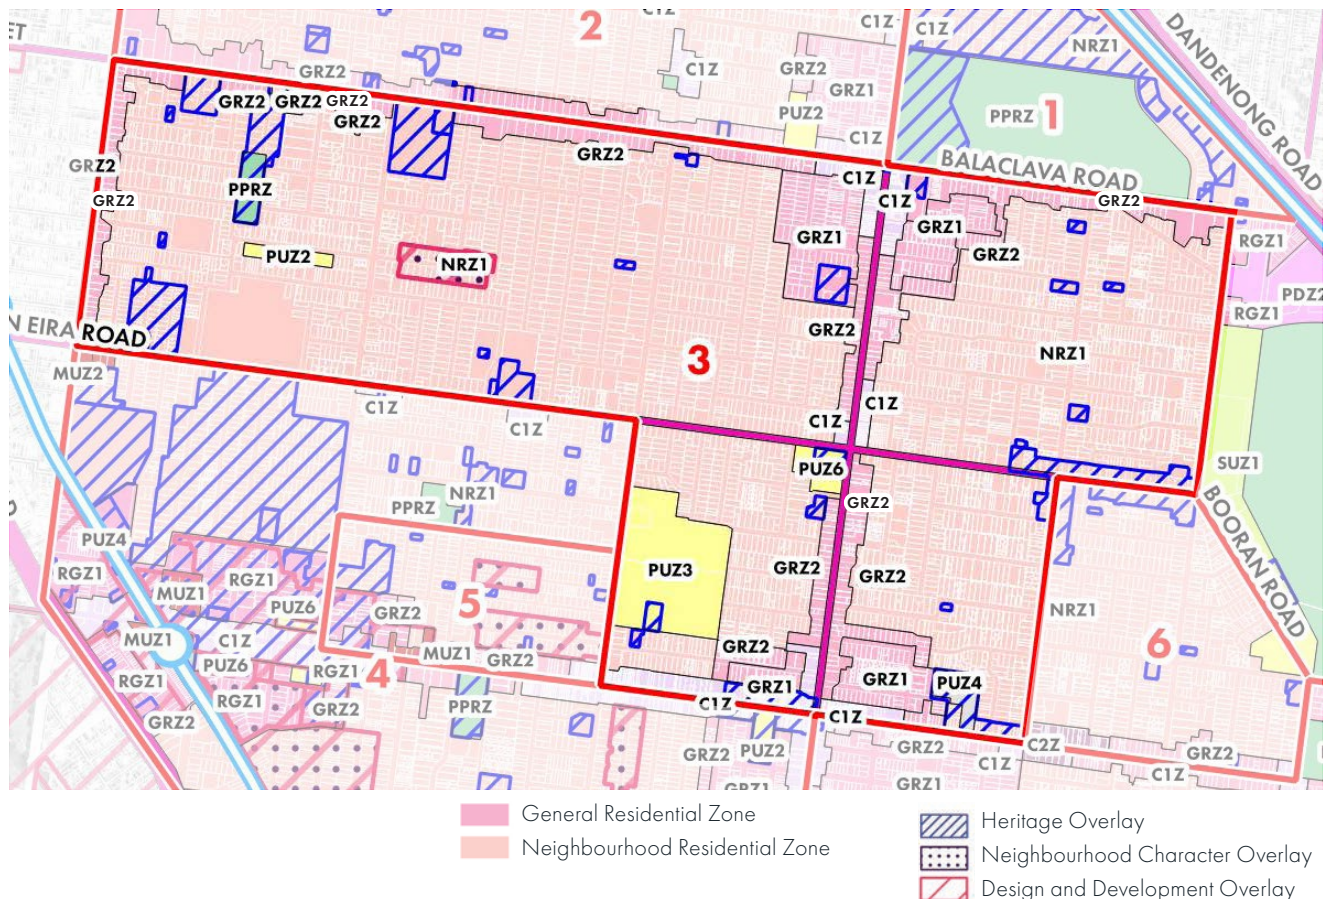 C1Z
C1Z
ET
2
C1Z
NRZ1
DANDENONG ROAD
GRZ2
C1Z
GRZ2
GRZ1
PUZ2
PPRZ
1
GRZ2
GRZ2
GRZ2
GRZ2
C1Z
GRZ2
GRZ2
C1Z
BALACLAVA ROAD
PPRZ
GRZ2
C1Z
GRZ2
GRZ1
GRZ1
GRZ2
RGZ1
PUZ2
NRZ1
PDZ2
RGZ1
N EIRA ROAD
GRZ2
3
NRZ1
MUZ2
C1Z
C1Z
C1Z
C1Z
PUZ6
SUZ1
NRZ1
PPRZ
GRZ2
BOORAN ROAD
PUZ4
RGZ1
RGZ1
MUZ1
PUZ6
GRZ2
5
PUZ3
GRZ2
GRZ2
NRZ1
MUZ1
C1Z
PUZ6
RGZ1
MUZ1
GRZ2
GRZ2
6
RGZ1
4
RGZ1
GRZ2
GRZ2
PPRZ
GRZ1
GRZ1
PUZ4
C1Z
C1Z
GRZ2
PUZ2
GRZ2
C1Z
C2Z
GRZ2
C1Z
GRZ1
GRZ1
General Residential Zone
Neighbourhood Residential Zone
Heritage Overlay
Neighbourhood Character Overlay
Design and Development Overlay